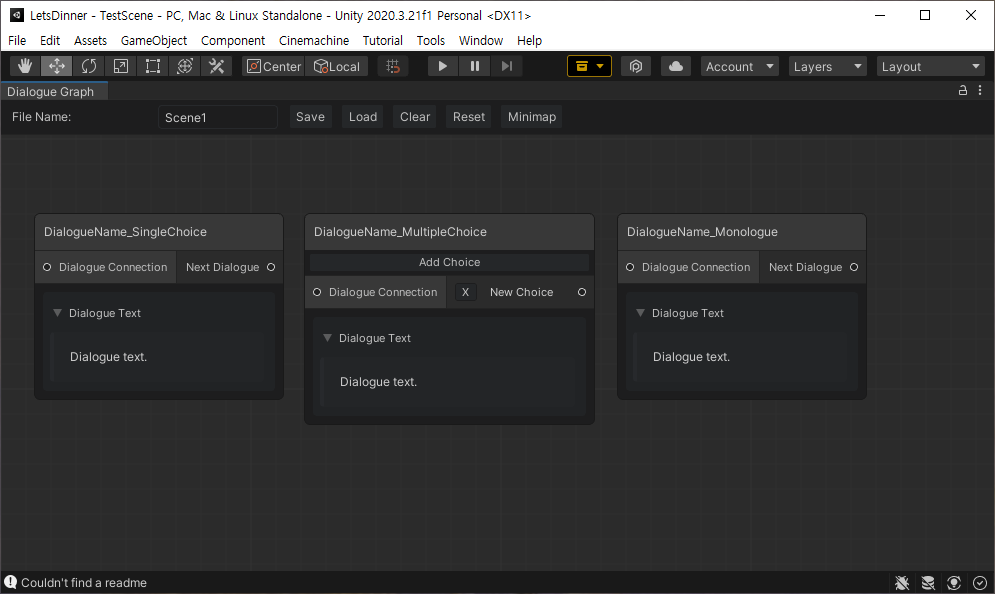 LetsDinner - TestScene - PC, Mac & Linux Standalone - Unity 2020.3.21f1 Personal <DX11>
File Edit Assets GameObject Component Cinemachine Tutorial Tools Window Help
Center Local Account Layers Layout
Dialogue Graph
File Name: Scene1 Save Load Clear Reset Minimap
DialogueName_SingleChoice
Dialogue Connection Next Dialogue
Dialogue Text
Dialogue text.
DialogueName_MultipleChoice
Add Choice
Dialogue Connection X New Choice
Dialogue Text
Dialogue text.
DialogueName_Monologue
Dialogue Connection Next Dialogue
Dialogue Text
Dialogue text.
Couldn't find a readme